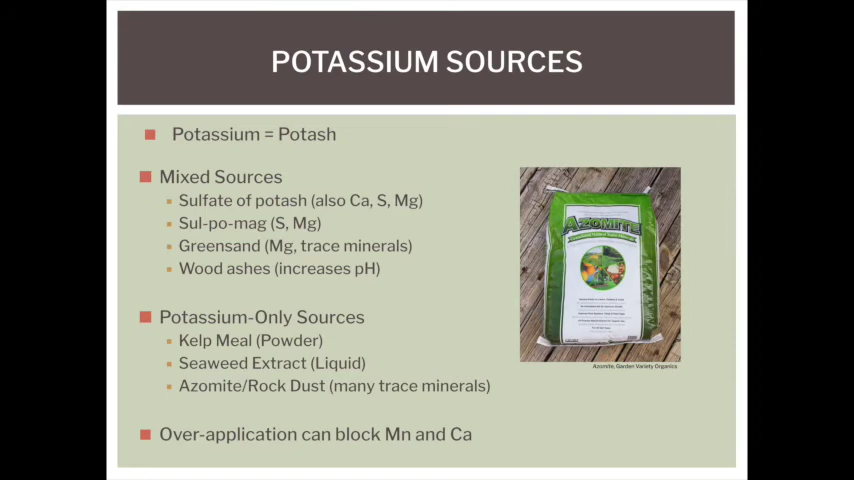 POTASSIUM SOURCES
Potassium = Potash
Mixed Sources
Sulfate of potash (also Ca, S, Mg)
Sul-po-mag (S, Mg)
Greensand (Mg, trace minerals)
Wood ashes (increases pH)
Potassium-Only Sources
Kelp Meal (Powder)
Seaweed Extract (Liquid)
Azomite/Rock Dust (many trace minerals)
Over-application can block Mn and Ca
AZOMITE
Azomite, Garden Variety Organics